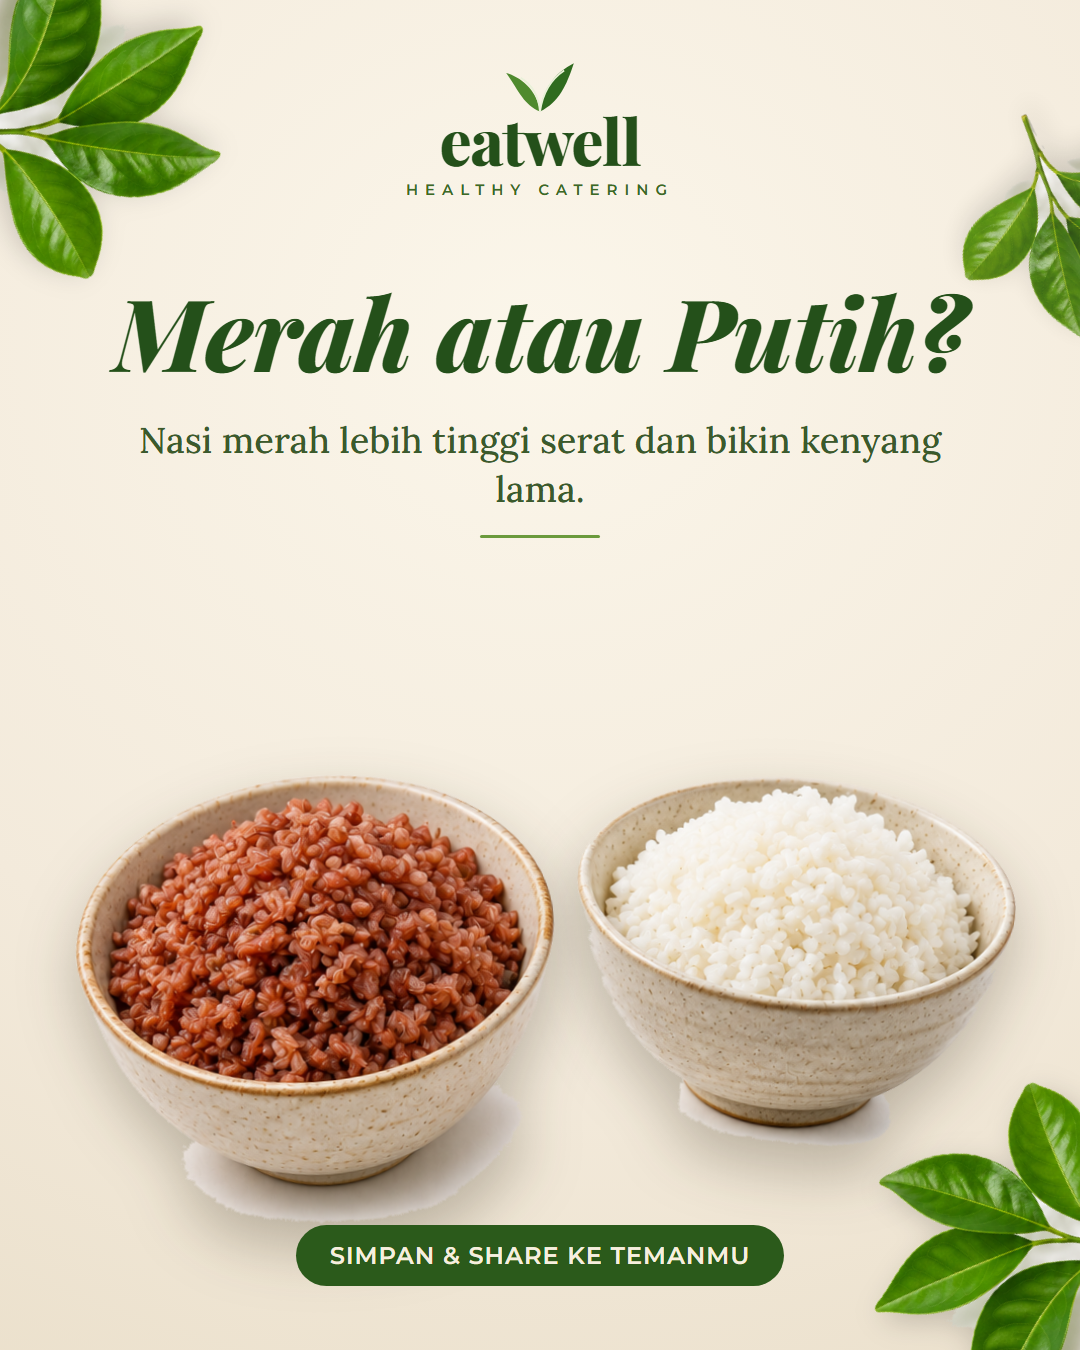 eatwell
HEALTHY CATERING
Merah atau Putih?
Nasi merah lebih tinggi serat dan bikin kenyang
lama.
SIMPAN & SHARE KE TEMANMU